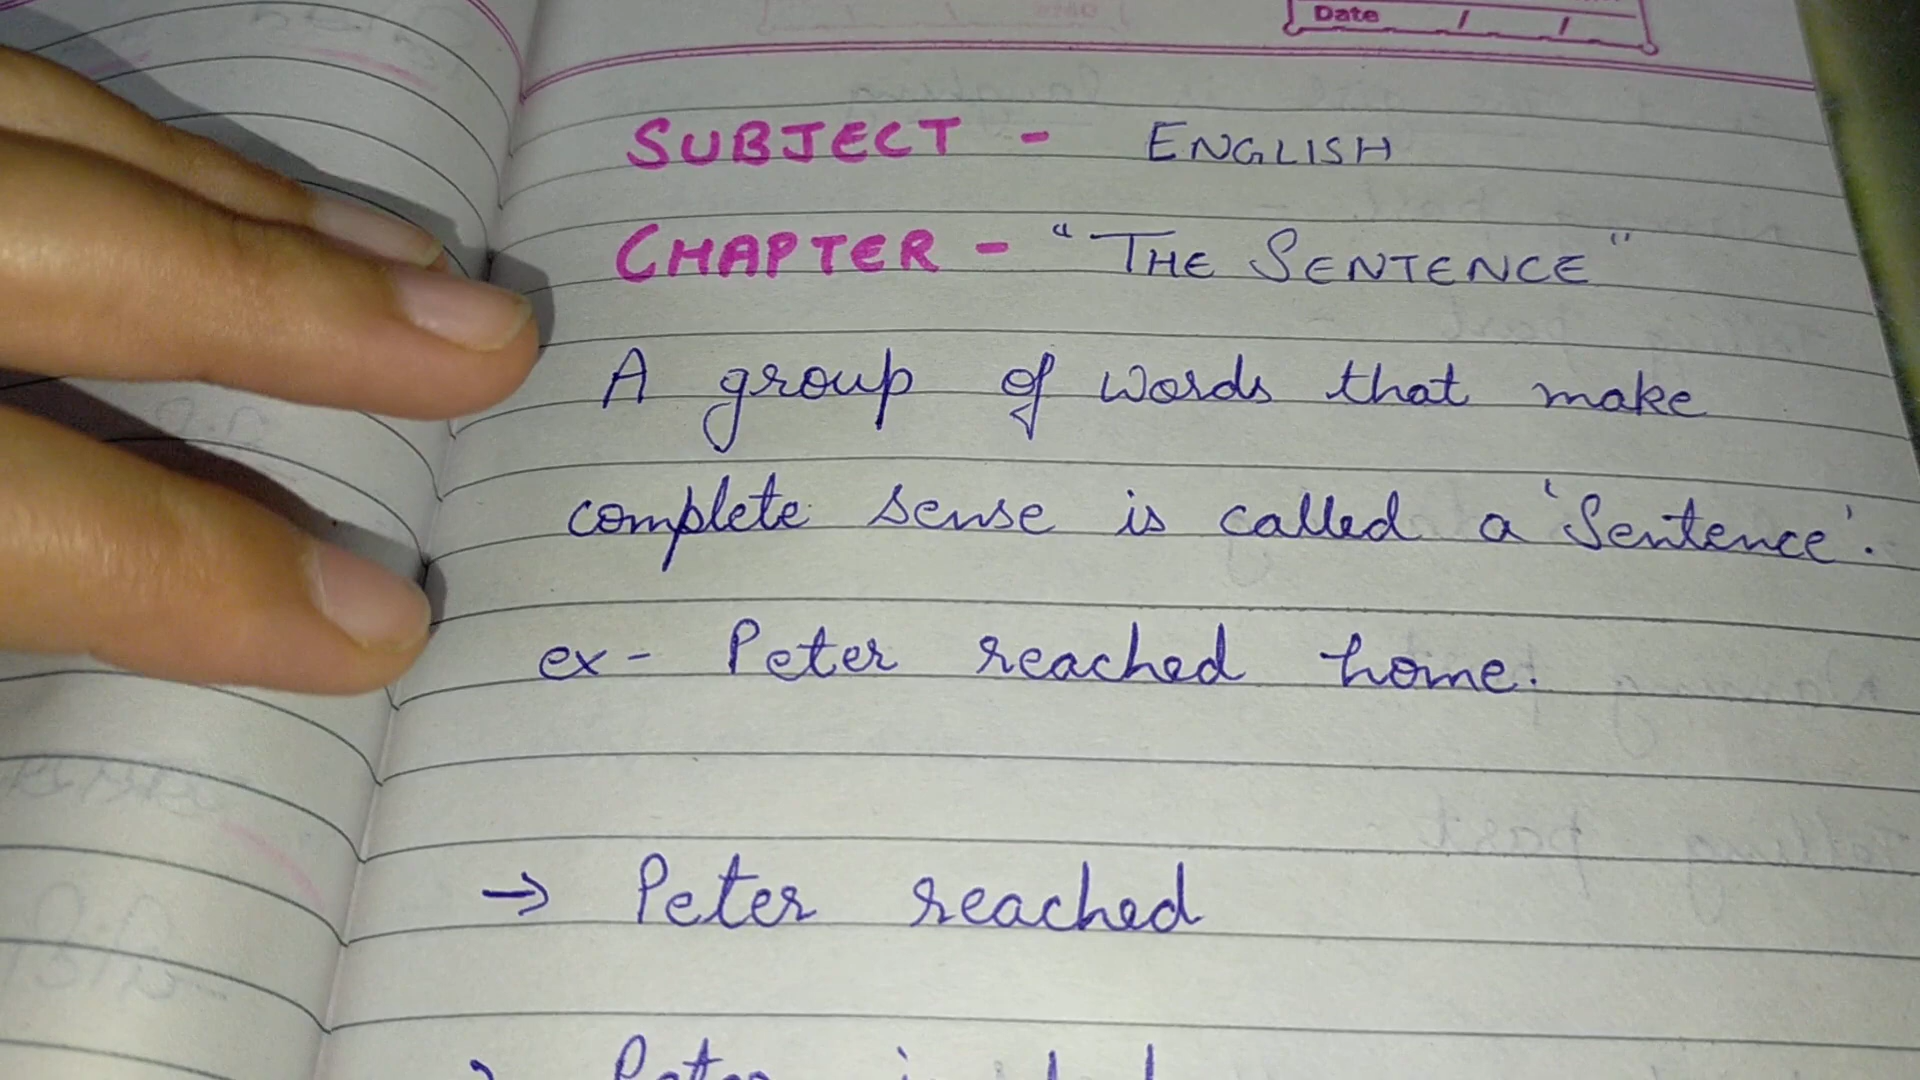 Date / /
SUBJECT - ENGLISH
CHAPTER - "THE SENTENCE"
A group of words that make
complete sense is called a 'Sentence'.
ex- Peter reached home.
→ Peter reached
Peter